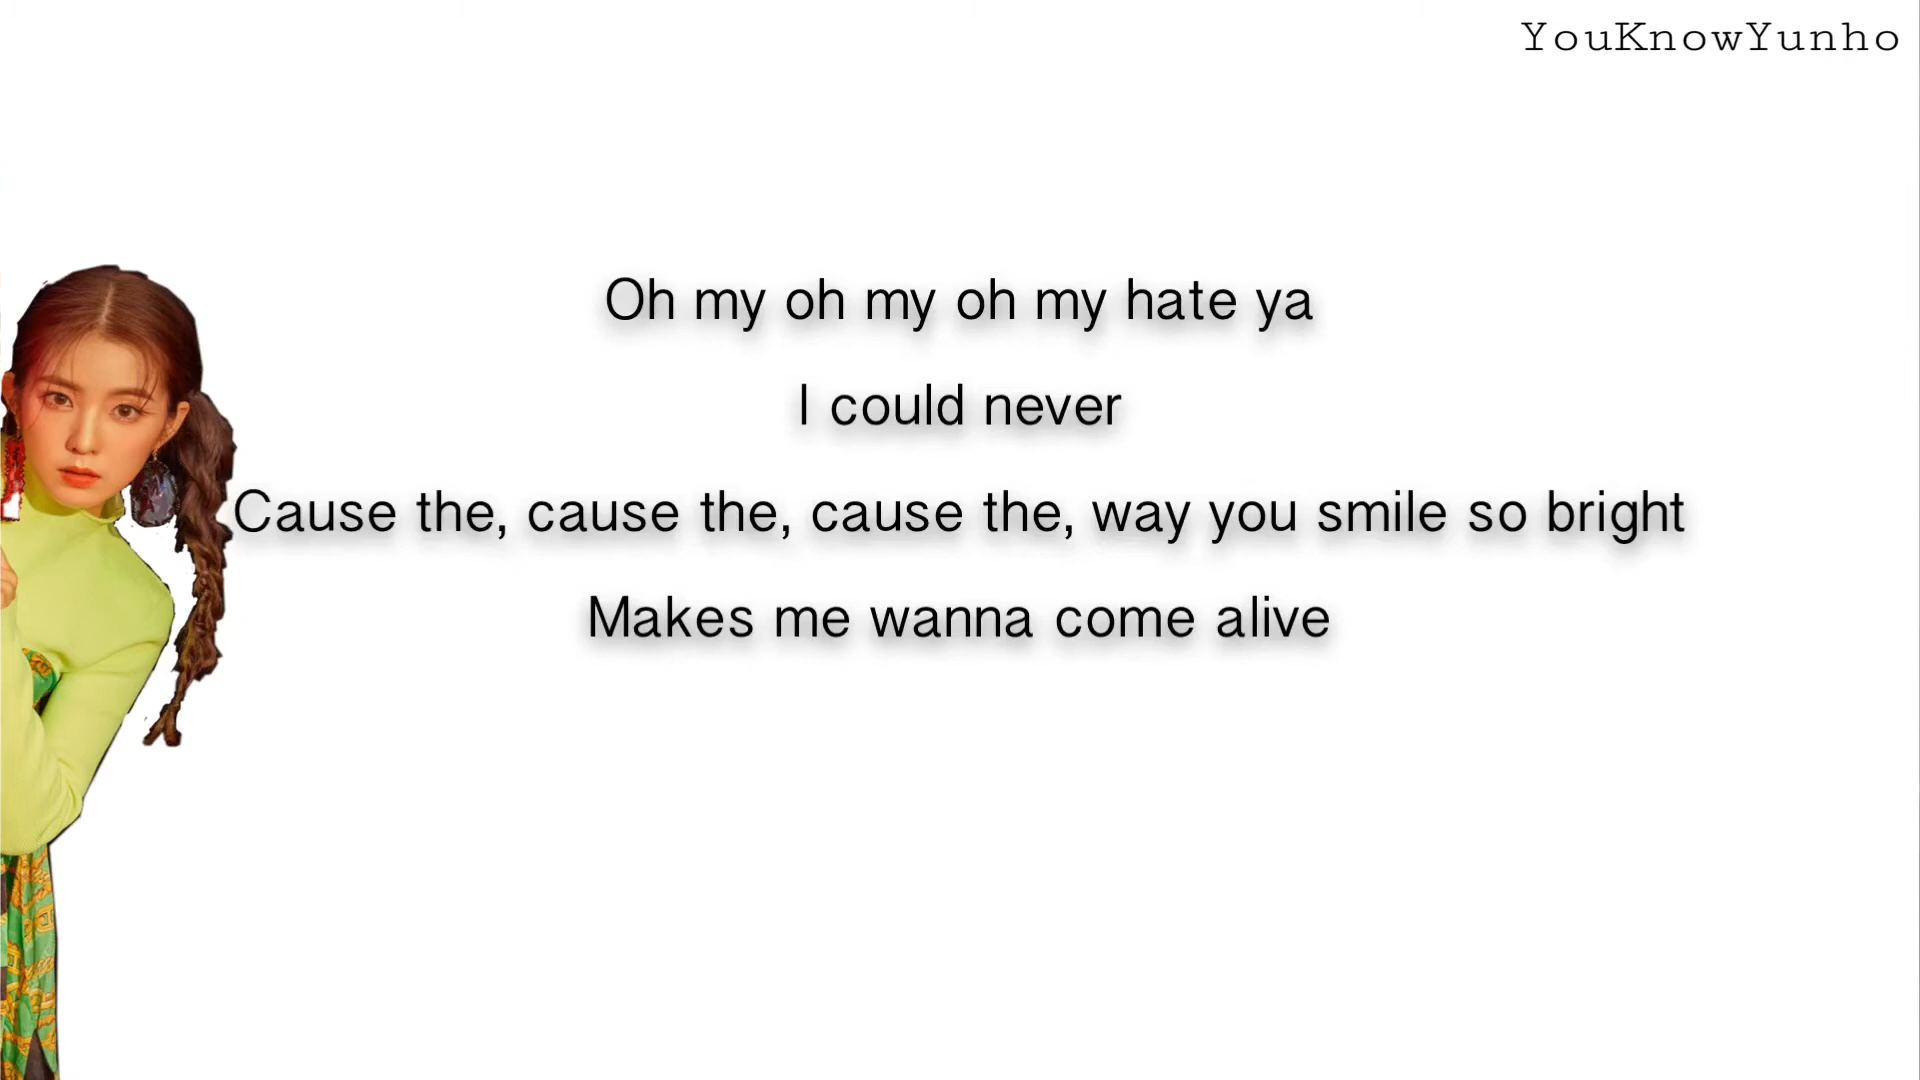 YouKnowYunho
Oh my oh my oh my hate ya
I could never
Cause the, cause the, cause the, way you smile so bright
Makes me wanna come alive